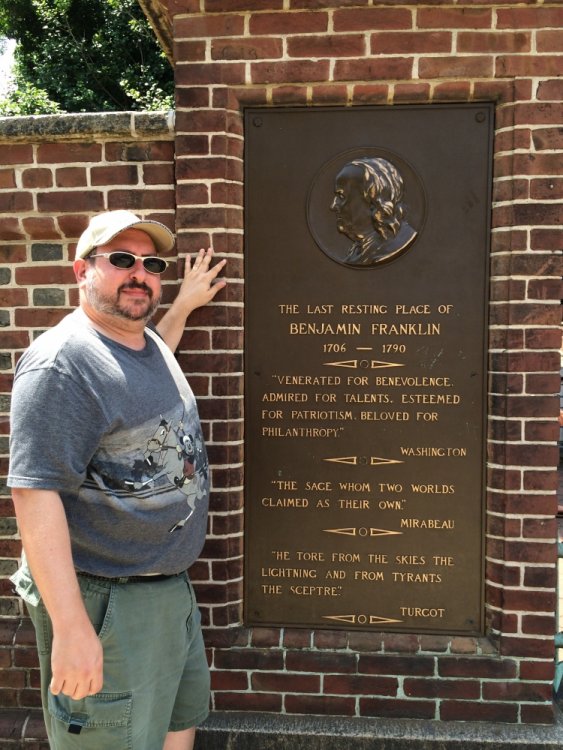 THE LAST RESTING PLACE OF
BENJAMIN FRANKLIN
1706 — 1790
"VENERATED FOR BENEVOLENCE.
ADMIRED FOR TALENTS. ESTEEMED
FOR PATRIOTISM. BELOVED FOR
PHILANTHROPY."
WASHINGTON
"THE SAGE WHOM TWO WORLDS
CLAIMED AS THEIR OWN."
MIRABEAU
"HE TORE FROM THE SKIES THE
LIGHTNING AND FROM TYRANTS
THE SCEPTRE."
TURGOT